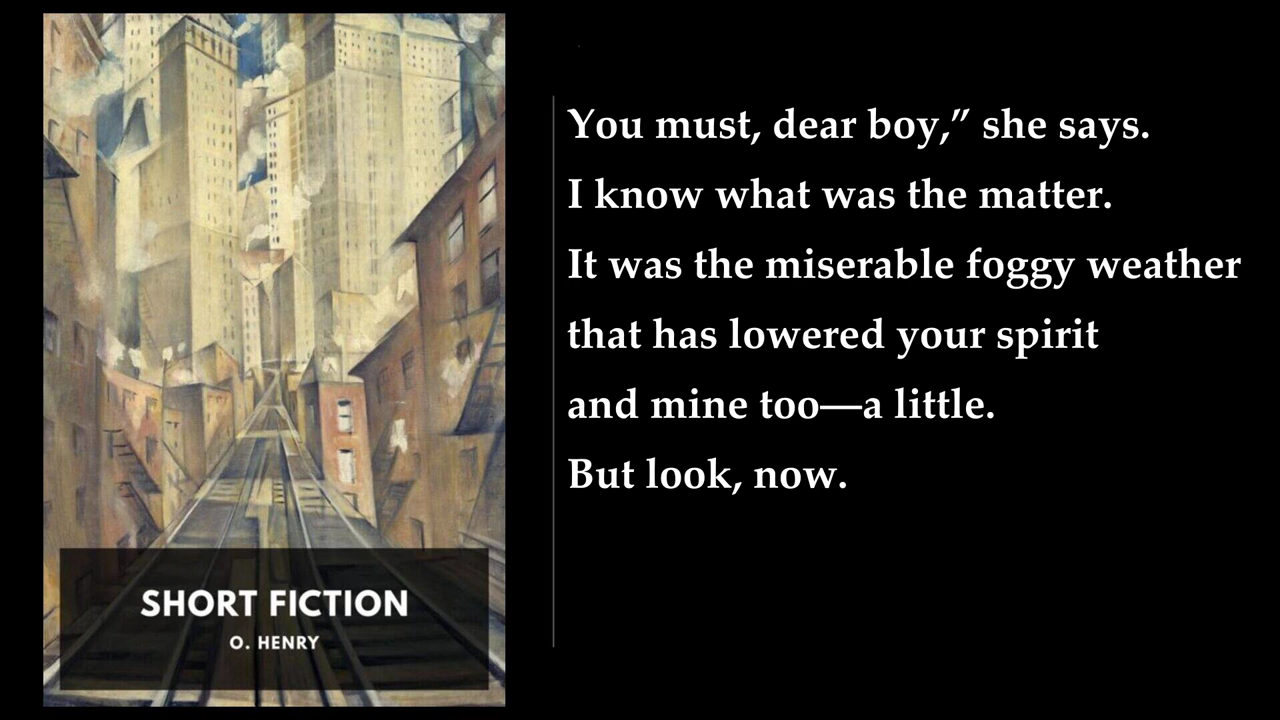 SHORT FICTION
O. HENRY
You must, dear boy,” she says.
I know what was the matter.
It was the miserable foggy weather
that has lowered your spirit
and mine too—a little.
But look, now.